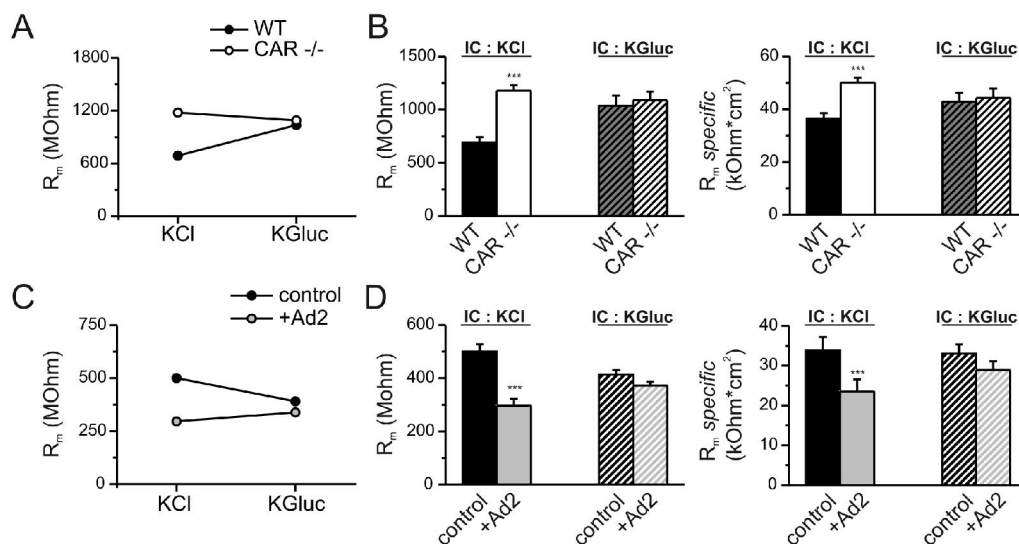 A
WT
CAR -/-
1800
1200
600
0
R_m (MOhm)
KCl
KGluc
B
IC : KCl
IC : KGluc
***
1500
1000
500
0
R_m (MOhm)
WT
CAR -/-
WT
CAR -/-
IC : KCl
IC : KGluc
***
60
40
20
0
R_m specific
(kOhm*cm²)
WT
CAR -/-
WT
CAR -/-
C
control
+Ad2
750
500
250
0
R_m (MOhm)
KCl
KGluc
D
IC : KCl
IC : KGluc
***
600
400
200
0
R_m (Mohm)
control
+Ad2
control
+Ad2
IC : KCl
IC : KGluc
***
40
30
20
10
0
R_m specific
(kOhm*cm²)
control
+Ad2
control
+Ad2